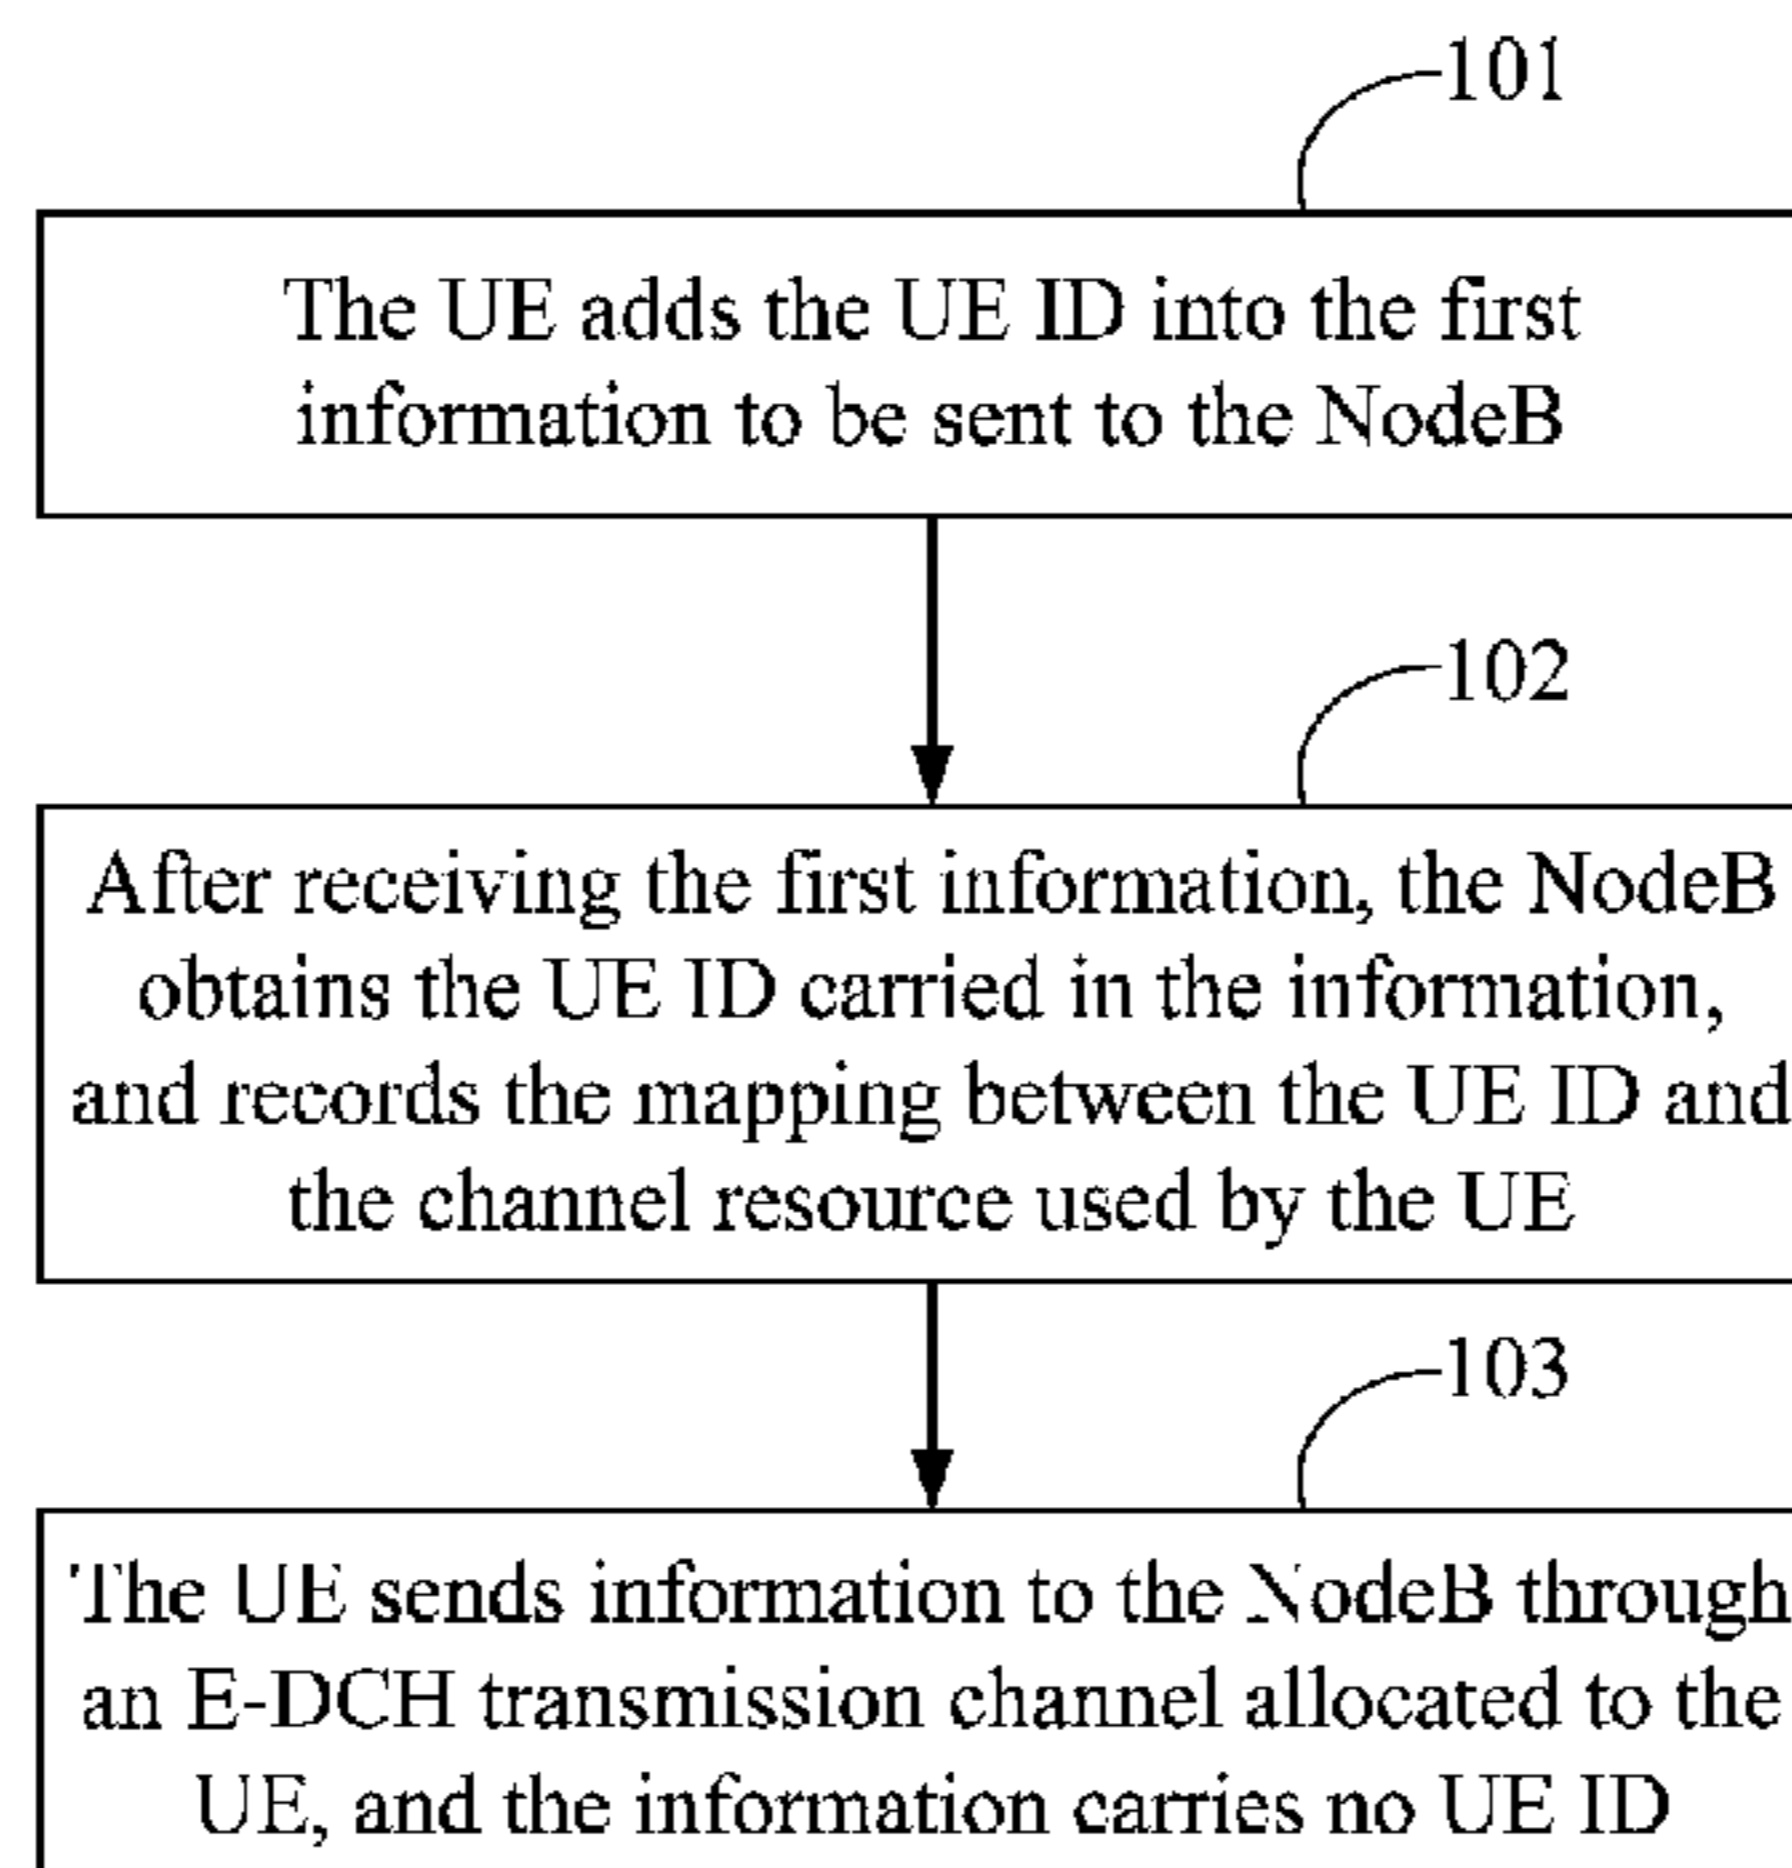 101
The UE adds the UE ID into the first
information to be sent to the NodeB
102
After receiving the first information, the NodeB
obtains the UE ID carried in the information,
and records the mapping between the UE ID and
the channel resource used by the UE
103
The UE sends information to the NodeB through
an E-DCH transmission channel allocated to the
UE, and the information carries no UE ID